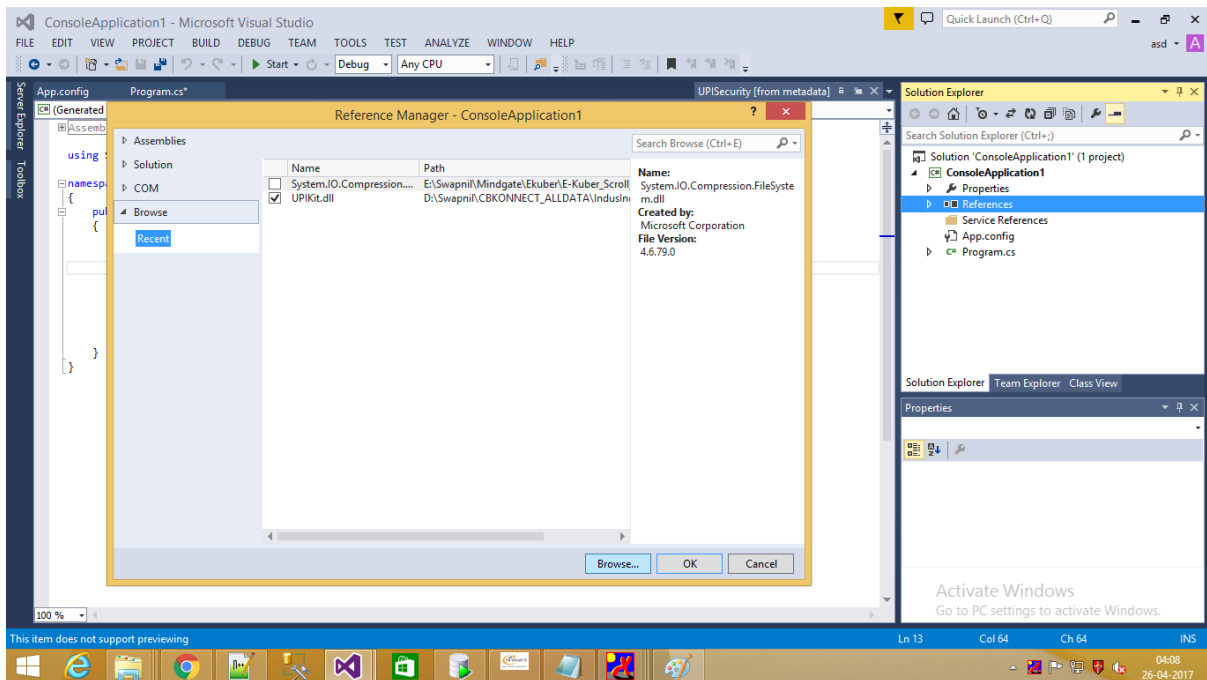 ConsoleApplication1 - Microsoft Visual Studio
Quick Launch (Ctrl+Q)
FILE EDIT VIEW PROJECT BUILD DEBUG TEAM TOOLS TEST ANALYZE WINDOW HELP
asd A
Start Debug Any CPU
Server Explorer
Toolbox
App.config Program.cs* UPISecurity [from metadata]
(Generated
Assemb
using
namesp
{
pu
{
}
}
Reference Manager - ConsoleApplication1 ?
Assemblies
Solution
COM
Browse
Recent
Search Browse (Ctrl+E)
Name Path
System.IO.Compression.... E:\Swapnil\Mindgate\Ekuber\E-Kuber_Scroll
UPIKit.dll D:\Swapnil\CBKONNECT_ALLDATA\IndusIn
Name:
System.IO.Compression.FileSyste
m.dll
Created by:
Microsoft Corporation
File Version:
4.6.79.0
Browse... OK Cancel
100 %
Solution Explorer
Search Solution Explorer (Ctrl+;)
Solution 'ConsoleApplication1' (1 project)
ConsoleApplication1
Properties
References
Service References
App.config
Program.cs
Solution Explorer Team Explorer Class View
Properties
Activate Windows
Go to PC settings to activate Windows.
This item does not support previewing Ln 13 Col 64 Ch 64 INS
04:08
26-04-2017